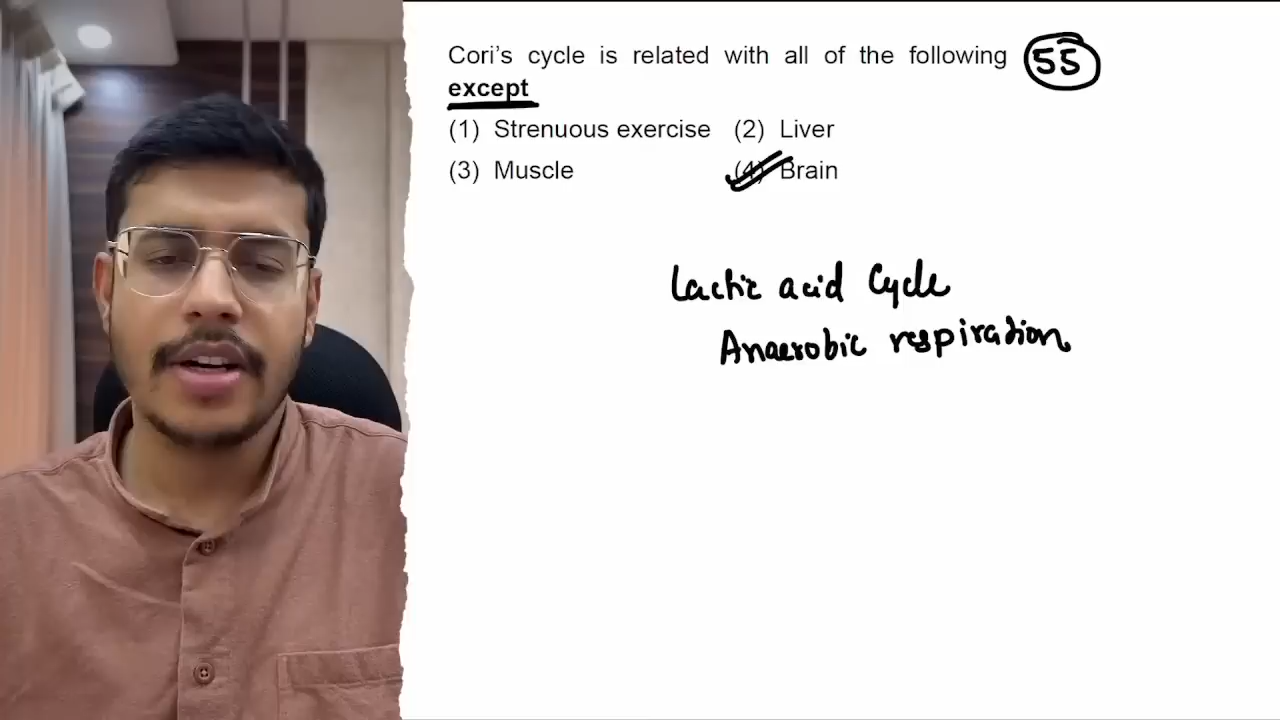 Cori's cycle is related with all of the following 55
except
(1) Strenuous exercise (2) Liver
(3) Muscle (4) Brain
Lactic acid Cycle
Anaerobic respiration